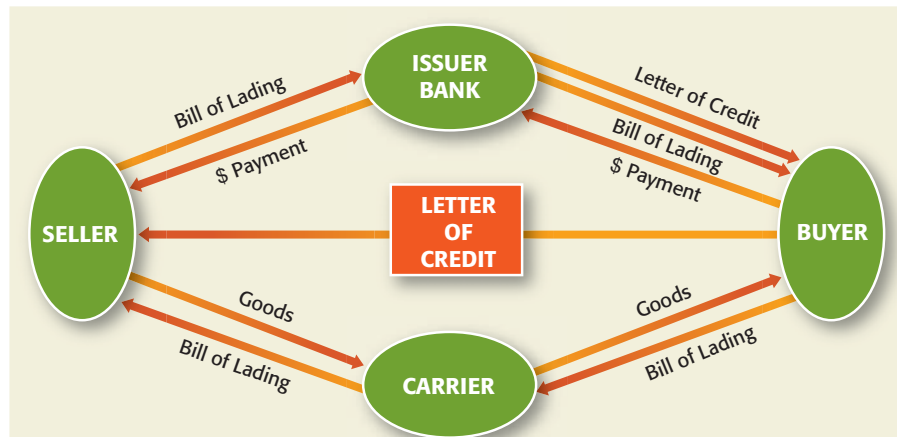 ISSUER
BANK
Bill of Lading
$ Payment
Letter of Credit
Bill of Lading
$ Payment
SELLER
LETTER
OF
CREDIT
BUYER
Goods
Bill of Lading
Goods
Bill of Lading
CARRIER